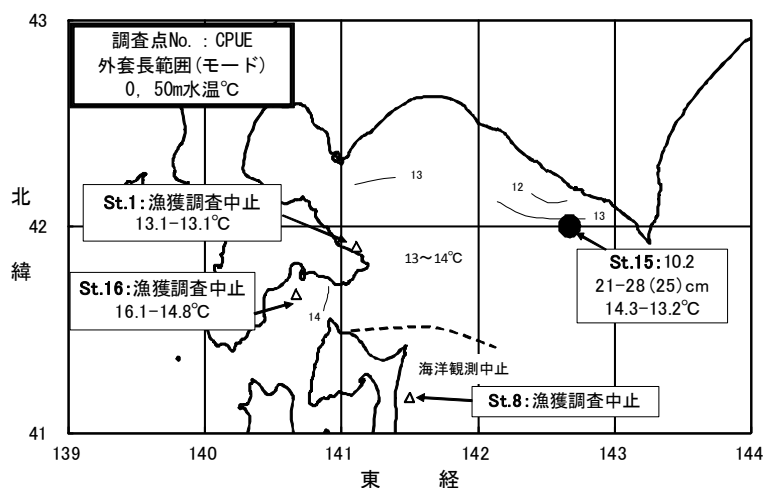 43
調査点No. : CPUE
外套長範囲(モード)
0, 50m水温℃
13
12
13
北
緯
St.1:漁獲調査中止
13.1-13.1℃
42
13~14℃
St.15:10.2
21-28 (25) cm
14.3-13.2℃
St.16:漁獲調査中止
16.1-14.8℃
14
海洋観測中止
St.8:漁獲調査中止
41
139
140
141
142
143
144
東 経